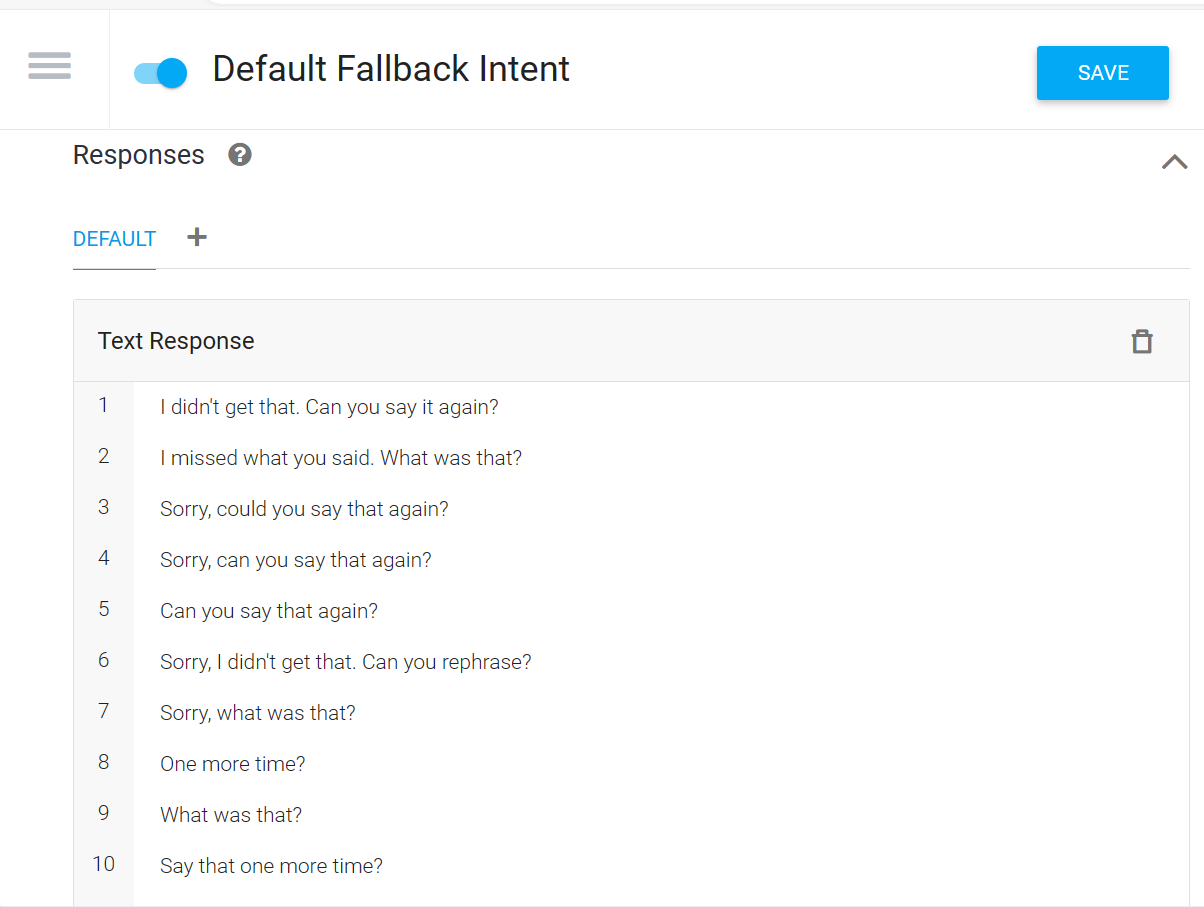 Default Fallback Intent
SAVE
Responses ?
DEFAULT +
Text Response
1 I didn't get that. Can you say it again?
2 I missed what you said. What was that?
3 Sorry, could you say that again?
4 Sorry, can you say that again?
5 Can you say that again?
6 Sorry, I didn't get that. Can you rephrase?
7 Sorry, what was that?
8 One more time?
9 What was that?
10 Say that one more time?